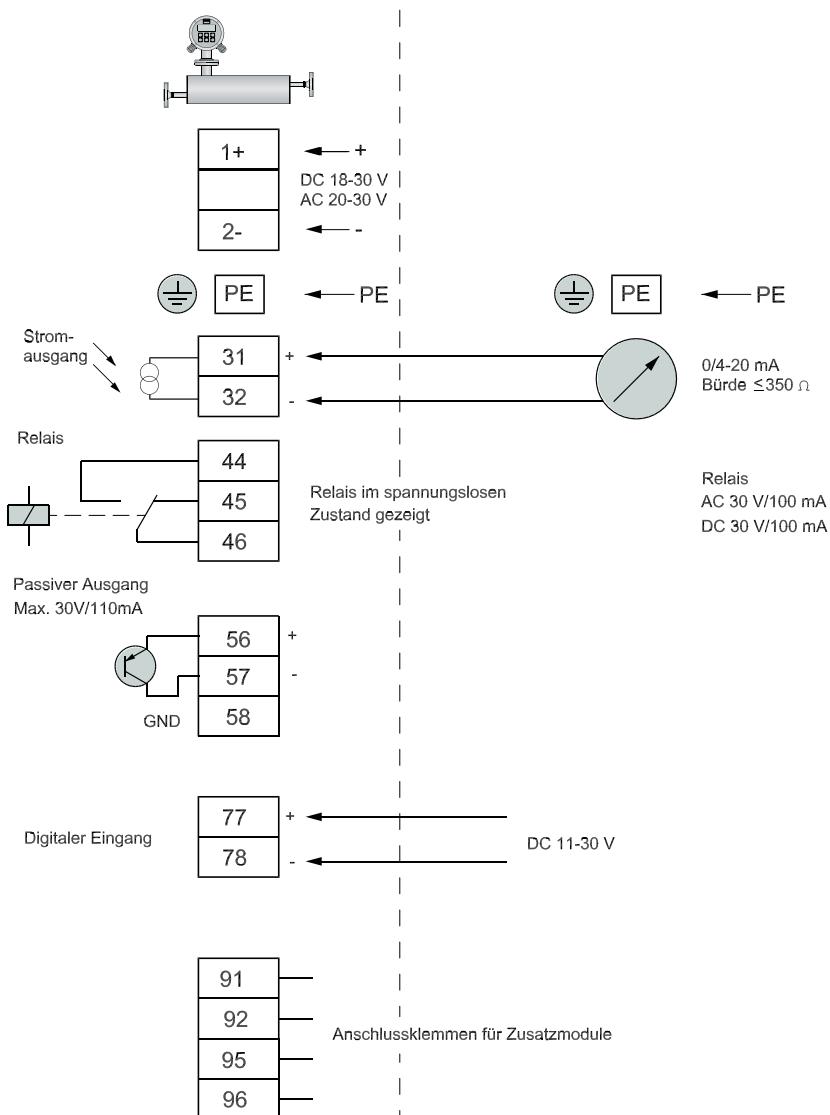 1+
+
DC 18-30 V
AC 20-30 V
2-
-
PE
PE
PE
PE
Strom-
ausgang
31
+
32
-
0/4-20 mA
Bürde ≤350 Ω
Relais
44
45
46
Relais im spannungslosen
Zustand gezeigt
Relais
AC 30 V/100 mA
DC 30 V/100 mA
Passiver Ausgang
Max. 30V/110mA
56
+
57
-
58
GND
Digitaler Eingang
77
+
78
-
DC 11-30 V
91
92
95
96
Anschlussklemmen für Zusatzmodule